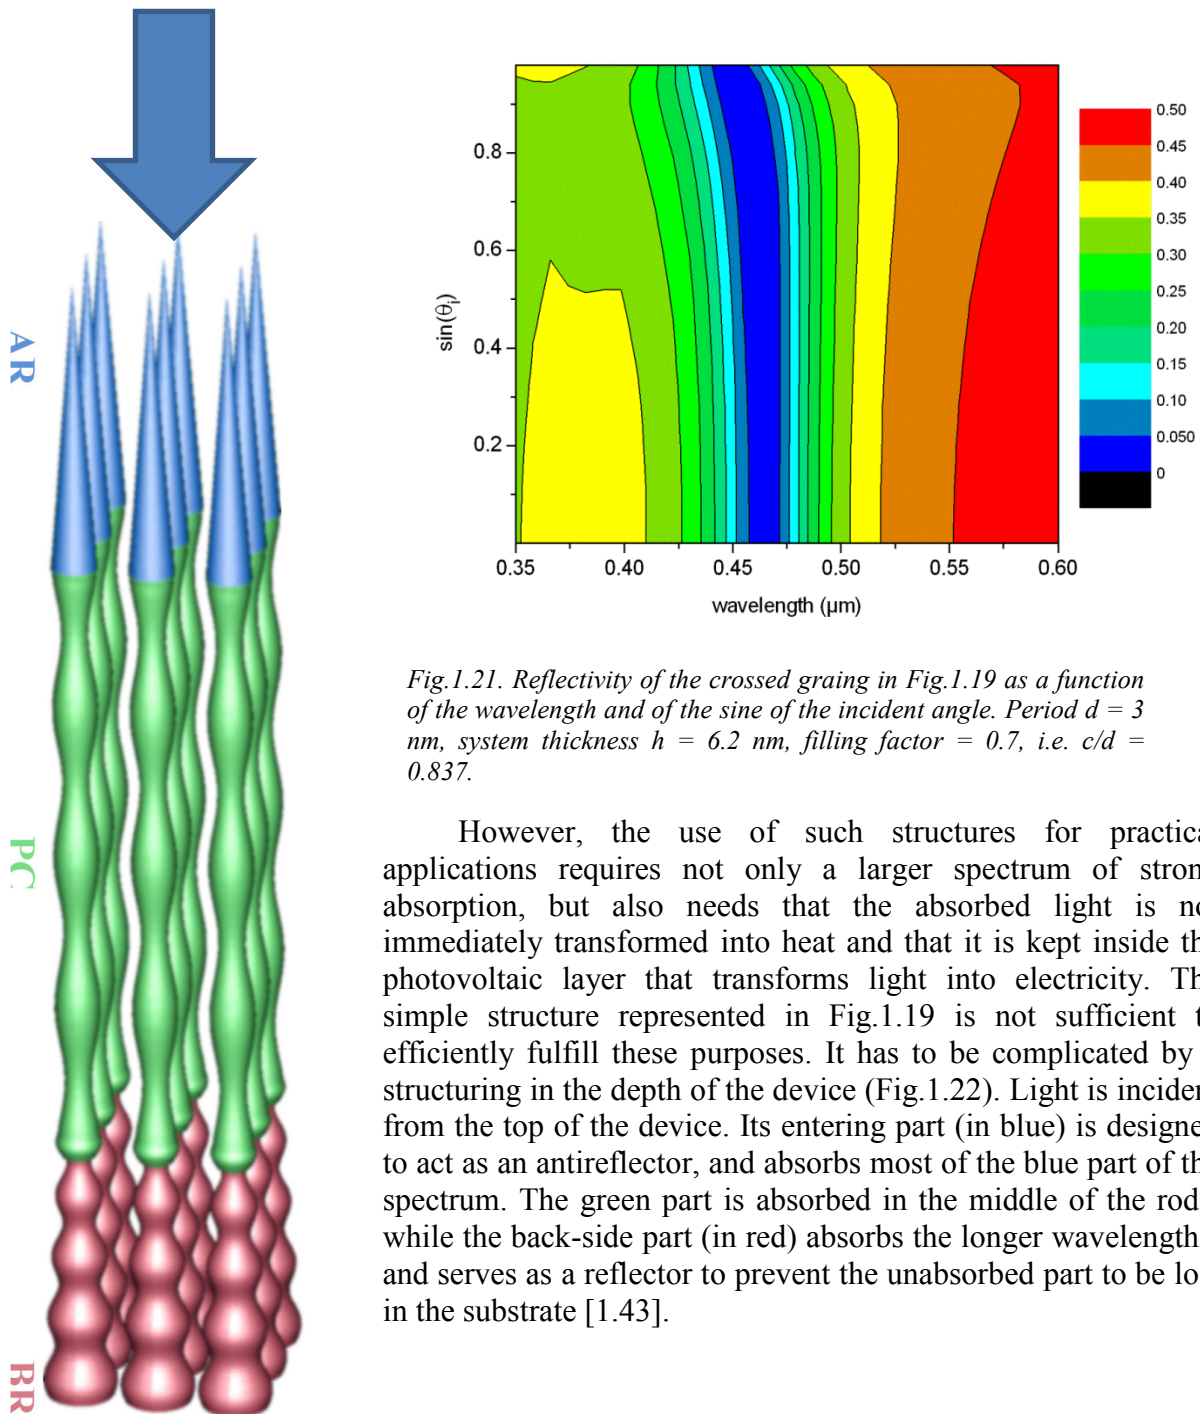 AR
PC
BR
0.8
0.6
0.4
0.2
sin(θi)
0.35 0.40 0.45 0.50 0.55 0.60
wavelength (µm)
0.50
0.45
0.40
0.35
0.30
0.25
0.20
0.15
0.10
0.050
0
Fig.1.21. Reflectivity of the crossed graing in Fig.1.19 as a function
of the wavelength and of the sine of the incident angle. Period d = 3
nm, system thickness h = 6.2 nm, filling factor = 0.7, i.e. c/d =
0.837.
However, the use of such structures for practica
applications requires not only a larger spectrum of stron
absorption, but also needs that the absorbed light is no
immediately transformed into heat and that it is kept inside th
photovoltaic layer that transforms light into electricity. Th
simple structure represented in Fig.1.19 is not sufficient t
efficiently fulfill these purposes. It has to be complicated by
structuring in the depth of the device (Fig.1.22). Light is inciden
from the top of the device. Its entering part (in blue) is designe
to act as an antireflector, and absorbs most of the blue part of th
spectrum. The green part is absorbed in the middle of the rod
while the back-side part (in red) absorbs the longer wavelength
and serves as a reflector to prevent the unabsorbed part to be lo
in the substrate [1.43].